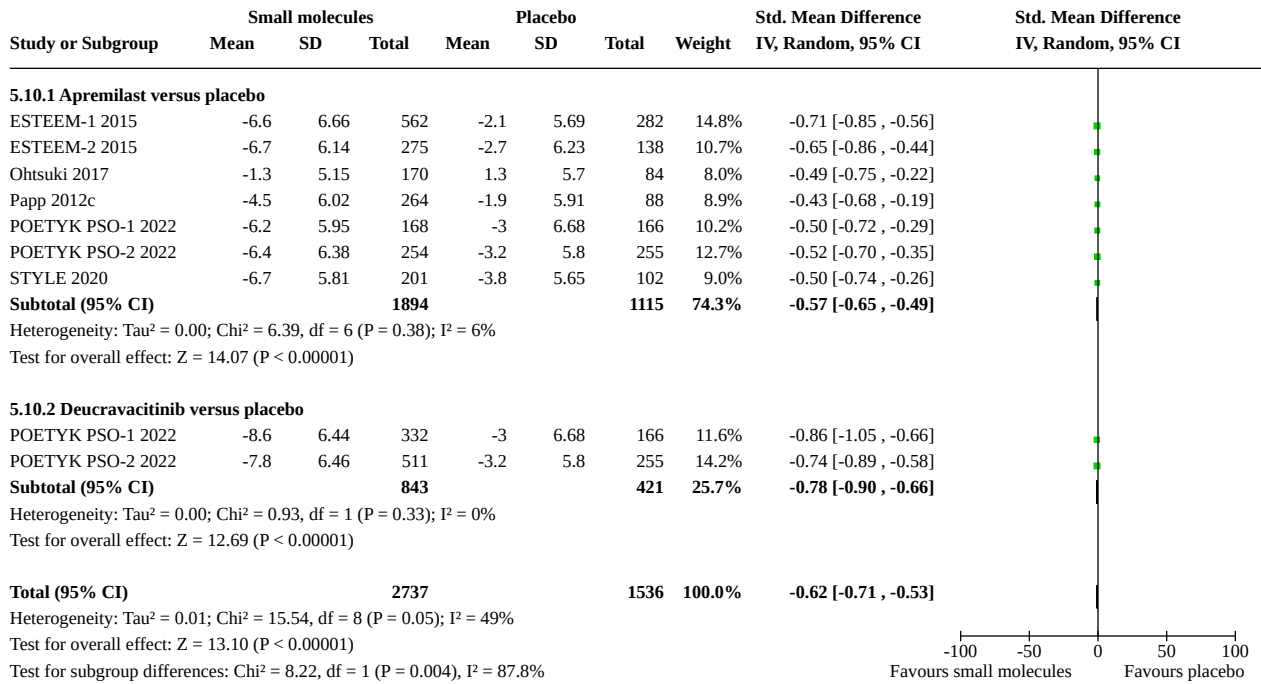 Small molecules Placebo Std. Mean Difference Std. Mean Difference
Study or Subgroup Mean SD Total Mean SD Total Weight IV, Random, 95% CI IV, Random, 95% CI
5.10.1 Apremilast versus placebo
ESTEEM-1 2015 -6.6 6.66 562 -2.1 5.69 282 14.8% -0.71 [-0.85 , -0.56]
ESTEEM-2 2015 -6.7 6.14 275 -2.7 6.23 138 10.7% -0.65 [-0.86 , -0.44]
Ohtsuki 2017 -1.3 5.15 170 1.3 5.7 84 8.0% -0.49 [-0.75 , -0.22]
Papp 2012c -4.5 6.02 264 -1.9 5.91 88 8.9% -0.43 [-0.68 , -0.19]
POETYK PSO-1 2022 -6.2 5.95 168 -3 6.68 166 10.2% -0.50 [-0.72 , -0.29]
POETYK PSO-2 2022 -6.4 6.38 254 -3.2 5.8 255 12.7% -0.52 [-0.70 , -0.35]
STYLE 2020 -6.7 5.81 201 -3.8 5.65 102 9.0% -0.50 [-0.74 , -0.26]
Subtotal (95% CI) 1894 1115 74.3% -0.57 [-0.65 , -0.49]
Heterogeneity: Tau² = 0.00; Chi² = 6.39, df = 6 (P = 0.38); I² = 6%
Test for overall effect: Z = 14.07 (P < 0.00001)
5.10.2 Deucravacitinib versus placebo
POETYK PSO-1 2022 -8.6 6.44 332 -3 6.68 166 11.6% -0.86 [-1.05 , -0.66]
POETYK PSO-2 2022 -7.8 6.46 511 -3.2 5.8 255 14.2% -0.74 [-0.89 , -0.58]
Subtotal (95% CI) 843 421 25.7% -0.78 [-0.90 , -0.66]
Heterogeneity: Tau² = 0.00; Chi² = 0.93, df = 1 (P = 0.33); I² = 0%
Test for overall effect: Z = 12.69 (P < 0.00001)
Total (95% CI) 2737 1536 100.0% -0.62 [-0.71 , -0.53]
Heterogeneity: Tau² = 0.01; Chi² = 15.54, df = 8 (P = 0.05); I² = 49%
Test for overall effect: Z = 13.10 (P < 0.00001)
-100 -50 0 50 100
Test for subgroup differences: Chi² = 8.22, df = 1 (P = 0.004), I² = 87.8% Favours small molecules Favours placebo